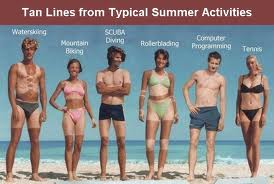 Tan Lines from Typical Summer Activities
Waterskiing
Mountain
Biking
SCUBA
Diving
Rollerblading
Computer
Programming
Tennis